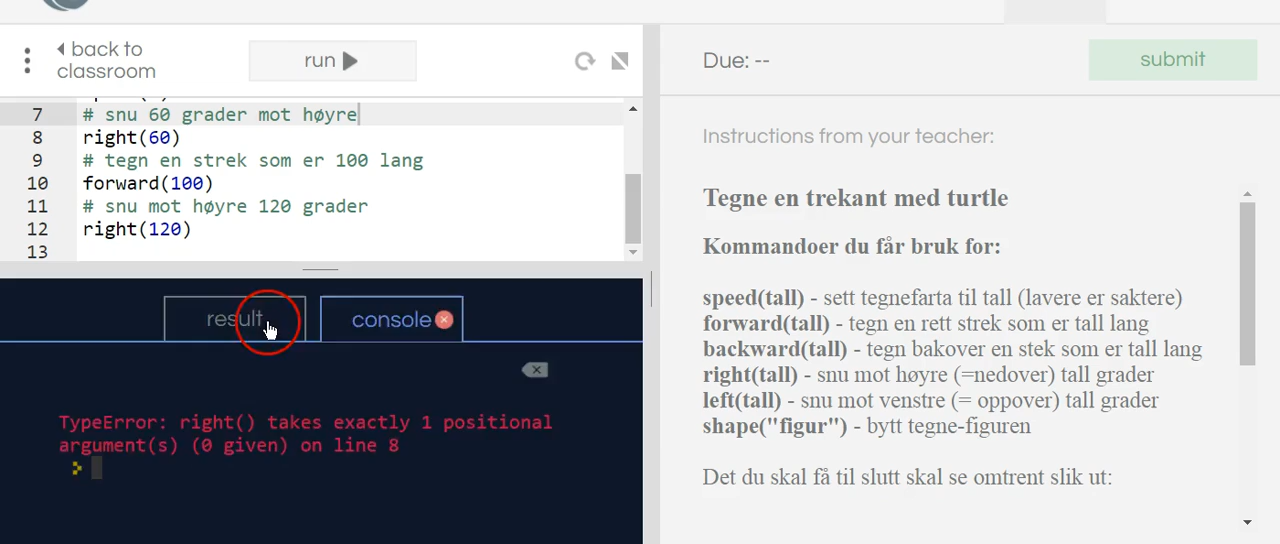 back to
classroom
run
7 # snu 60 grader mot høyre
8 right(60)
9 # tegn en strek som er 100 lang
10 forward(100)
11 # snu mot høyre 120 grader
12 right(120)
13
result
console
TypeError: right() takes exactly 1 positional
argument(s) (0 given) on line 8
>
Due: --
submit
Instructions from your teacher:
Tegne en trekant med turtle
Kommandoer du får bruk for:
speed(tall) - sett tegnefarta til tall (lavere er saktere)
forward(tall) - tegn en rett strek som er tall lang
backward(tall) - tegn bakover en stek som er tall lang
right(tall) - snu mot høyre (=nedover) tall grader
left(tall) - snu mot venstre (= oppover) tall grader
shape("figur") - bytt tegne-figuren
Det du skal få til slutt skal se omtrent slik ut: